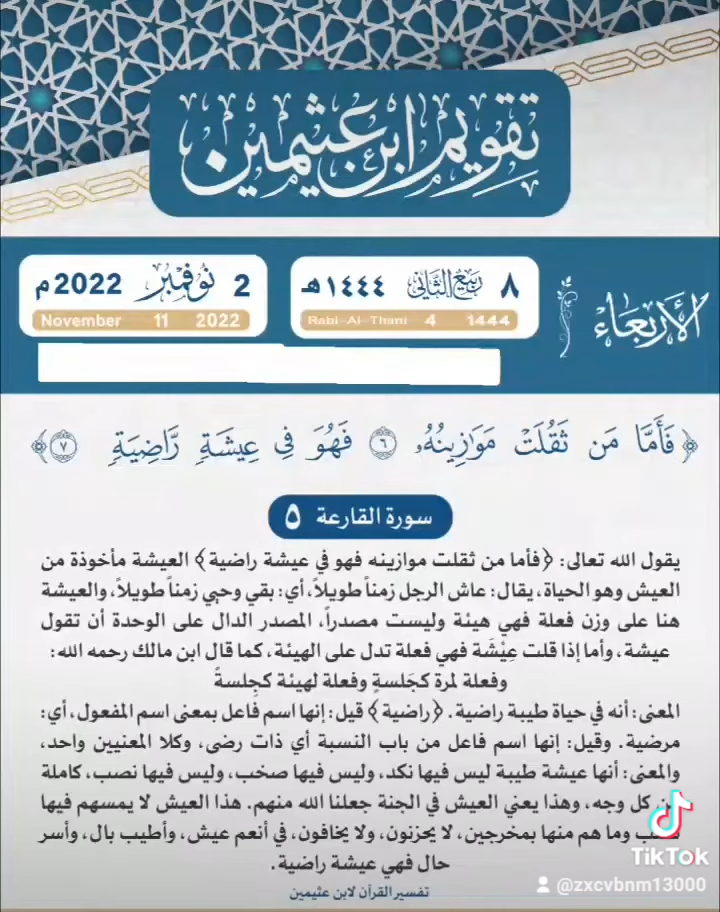 تقويم ابن عثيمين
الأربعاء
٨ ربيع الثاني ١٤٤٤هـ
Rabi-Al-Thani 4 1444
2 نوفمبر 2022م
November 11 2022
﴿ فَأَمَّا مَن ثَقُلَتْ مَوَازِينُهُۥ ٦ فَهُوَ فِي عِيشَةٍ رَّاضِيَةٍ ٧ ﴾
سورة القارعة ٥
يقول الله تعالى: ﴿فأما من ثقلت موازينه فهو في عيشة راضية﴾ العيشة مأخوذة من
العيش وهو الحياة، يقال: عاش الرجل زمناً طويلاً، أي: بقي وحيي زمناً طويلاً، والعيشة
هنا على وزن فعلة فهي هيئة وليست مصدراً، المصدر الدال على الوحدة أن تقول
عيشة، وأما إذا قلت عِيْشَة فهي فعلة تدل على الهيئة، كما قال ابن مالك رحمه الله:
وفعلة لمرة كجَلسةٍ وفعلة لهيئة كجِلسةً
المعنى: أنه في حياة طيبة راضية. ﴿راضية﴾ قيل: إنها اسم فاعل بمعنى اسم المفعول، أي:
مرضية. وقيل: إنها اسم فاعل من باب النسبة أي ذات رضى، وكلا المعنيين واحد،
والمعنى: أنها عيشة طيبة ليس فيها نكد، وليس فيها صخب، وليس فيها نصب، كاملة
من كل وجه، وهذا يعني العيش في الجنة جعلنا الله منهم. هذا العيش لا يمسهم فيها
نصب وما هم منها بمخرجين، لا يحزنون، ولا يخافون، في أنعم عيش، وأطيب بال، وأسر
حال فهي عيشة راضية.
تفسير القرآن لابن عثيمين
TikTok
@zxcvbnm13000